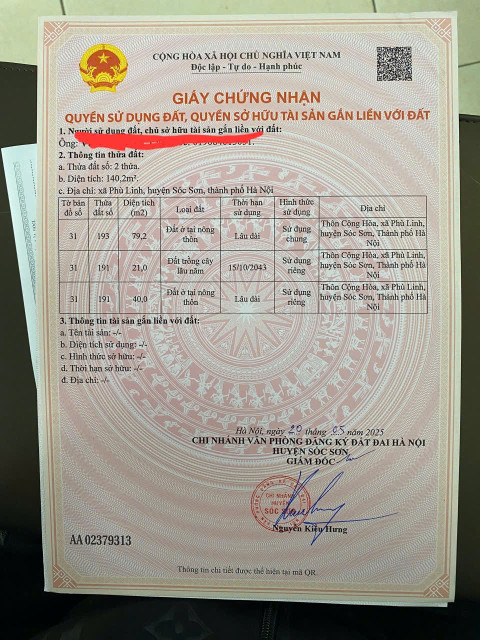 CỘNG HÒA XÃ HỘI CHỦ NGHĨA VIỆT NAM
Độc lập - Tự do - Hạnh phúc
GIẤY CHỨNG NHẬN
QUYỀN SỬ DỤNG ĐẤT, QUYỀN SỞ HỮU TÀI SẢN GẮN LIỀN VỚI ĐẤT
1. Người sử dụng đất, chủ sở hữu tài sản gắn liền với đất:
Ông:
2. Thông tin thửa đất:
a. Thửa đất số: 2 thửa.
b. Diện tích: 140,2m².
c. Địa chỉ: xã Phù Linh, huyện Sóc Sơn, thành phố Hà Nội
Tờ bản đồ số Thửa đất số Diện tích (m2) Loại đất Thời hạn sử dụng Hình thức sử dụng Địa chỉ
31 193 79,2 Đất ở tại nông thôn Lâu dài Sử dụng chung Thôn Cộng Hòa, xã Phù Linh, huyện Sóc Sơn, Thành phố Hà Nội
31 191 21,0 Đất trồng cây lâu năm 15/10/2043 Sử dụng riêng Thôn Cộng Hòa, xã Phù Linh, huyện Sóc Sơn, Thành phố Hà Nội
31 191 40,0 Đất ở tại nông thôn Lâu dài Sử dụng riêng Thôn Cộng Hòa, xã Phù Linh, huyện Sóc Sơn, Thành phố Hà Nội
3. Thông tin tài sản gắn liền với đất:
a. Tên tài sản: -/-
b. Diện tích sử dụng: -/-
c. Hình thức sở hữu: -/-
d. Thời hạn sở hữu: -/-
đ. Địa chỉ: -/-
Hà Nội, ngày 29 tháng 05 năm 2025
CHI NHÁNH VĂN PHÒNG ĐĂNG KÝ ĐẤT ĐAI HÀ NỘI
HUYỆN SÓC SƠN
GIÁM ĐỐC
CHI NHÁNH
HUYỆN
SÓC SƠN
Nguyễn Kiều Hưng
AA 02379313
Thông tin chi tiết được thể hiện tại mã QR.